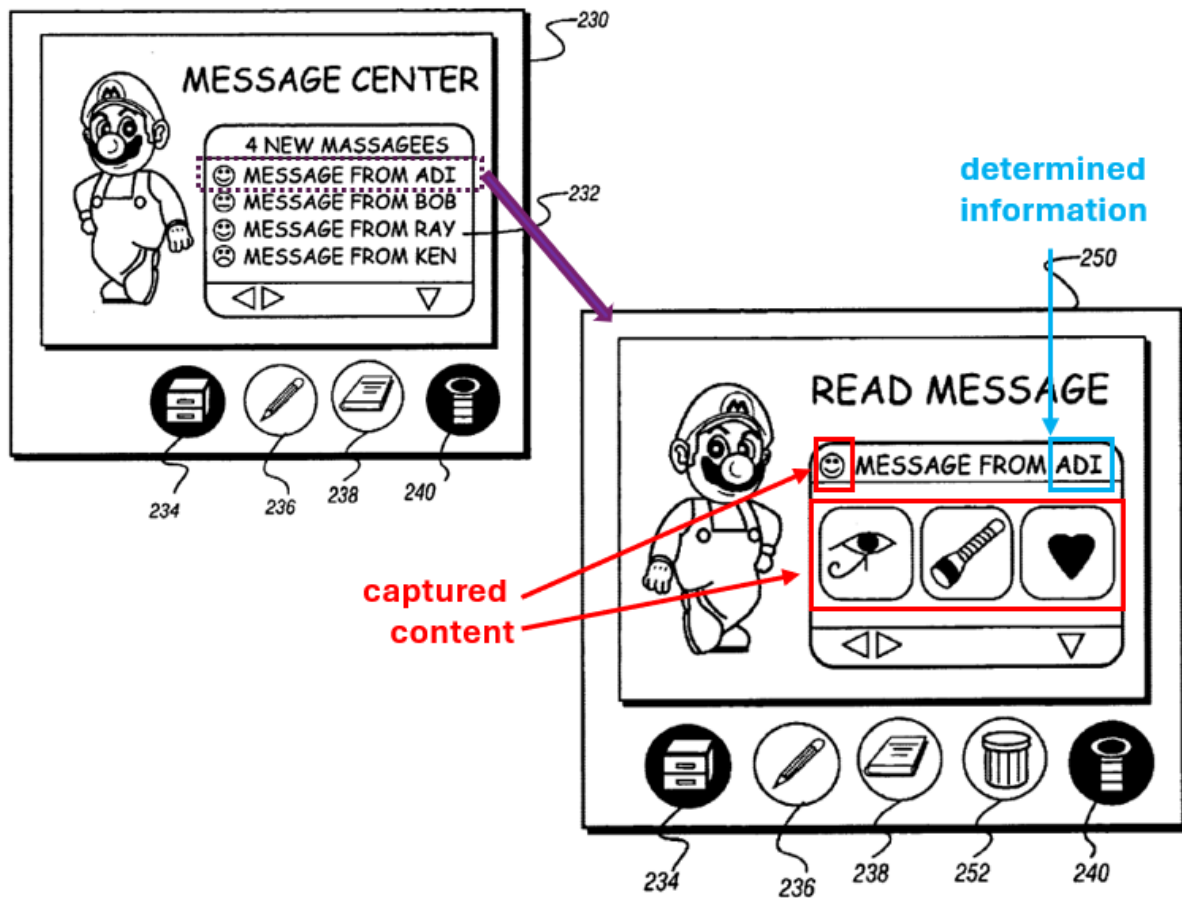 230
MESSAGE CENTER
4 NEW MASSAGEES
MESSAGE FROM ADI
MESSAGE FROM BOB
232
MESSAGE FROM RAY
MESSAGE FROM KEN
234
236
238
240
determined
information
250
READ MESSAGE
MESSAGE FROM ADI
captured
content
234
236
238
252
240
M
M